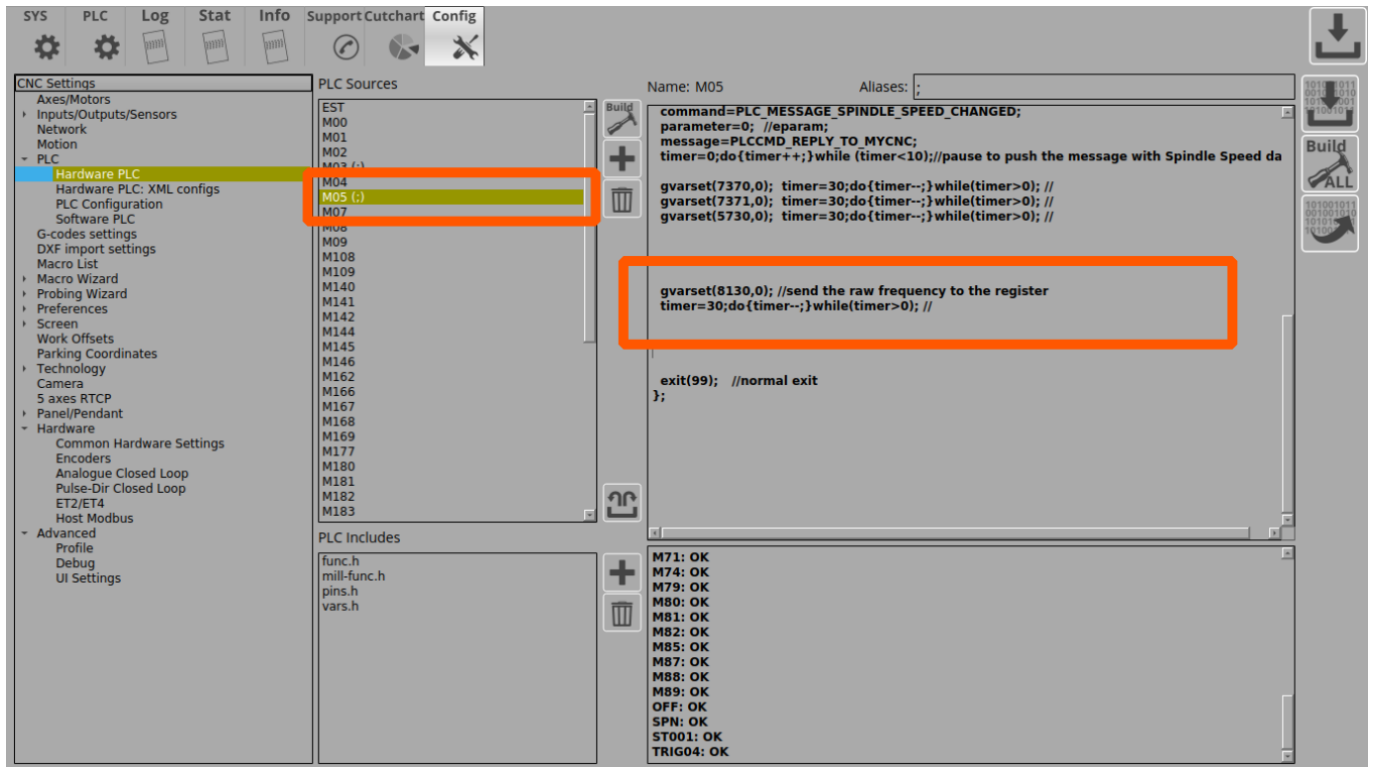 SYS PLC Log Stat Info Support Cutchart Config
CNC Settings
Axes/Motors
Inputs/Outputs/Sensors
Network
Motion
PLC
Hardware PLC
Hardware PLC: XML configs
PLC Configuration
Software PLC
G-codes settings
DXF import settings
Macro List
Macro Wizard
Probing Wizard
Preferences
Screen
Work Offsets
Parking Coordinates
Technology
Camera
5 axes RTCP
Panel/Pendant
Hardware
Common Hardware Settings
Encoders
Analogue Closed Loop
Pulse-Dir Closed Loop
ET2/ET4
Host Modbus
Advanced
Profile
Debug
UI Settings
PLC Sources
EST
M00
M01
M02
M03 (;)
M04
M05 (;)
M07
M08
M09
M108
M109
M140
M141
M142
M144
M145
M146
M162
M166
M167
M168
M169
M177
M180
M181
M182
M183
Build
PLC Includes
func.h
mill-func.h
pins.h
vars.h
Name: M05 Aliases: ;
command=PLC_MESSAGE_SPINDLE_SPEED_CHANGED;
parameter=0; //eparam;
message=PLCCMD_REPLY_TO_MYCNC;
timer=0;do{timer++;}while (timer<10);//pause to push the message with Spindle Speed da
gvarset(7370,0); timer=30;do{timer--;}while(timer>0); //
gvarset(7371,0); timer=30;do{timer--;}while(timer>0); //
gvarset(5730,0); timer=30;do{timer--;}while(timer>0); //
gvarset(8130,0); //send the raw frequency to the register
timer=30;do{timer--;}while(timer>0); //
exit(99); //normal exit
};
M71: OK
M74: OK
M79: OK
M80: OK
M81: OK
M82: OK
M85: OK
M87: OK
M88: OK
M89: OK
OFF: OK
SPN: OK
ST001: OK
TRIG04: OK
Build
ALL